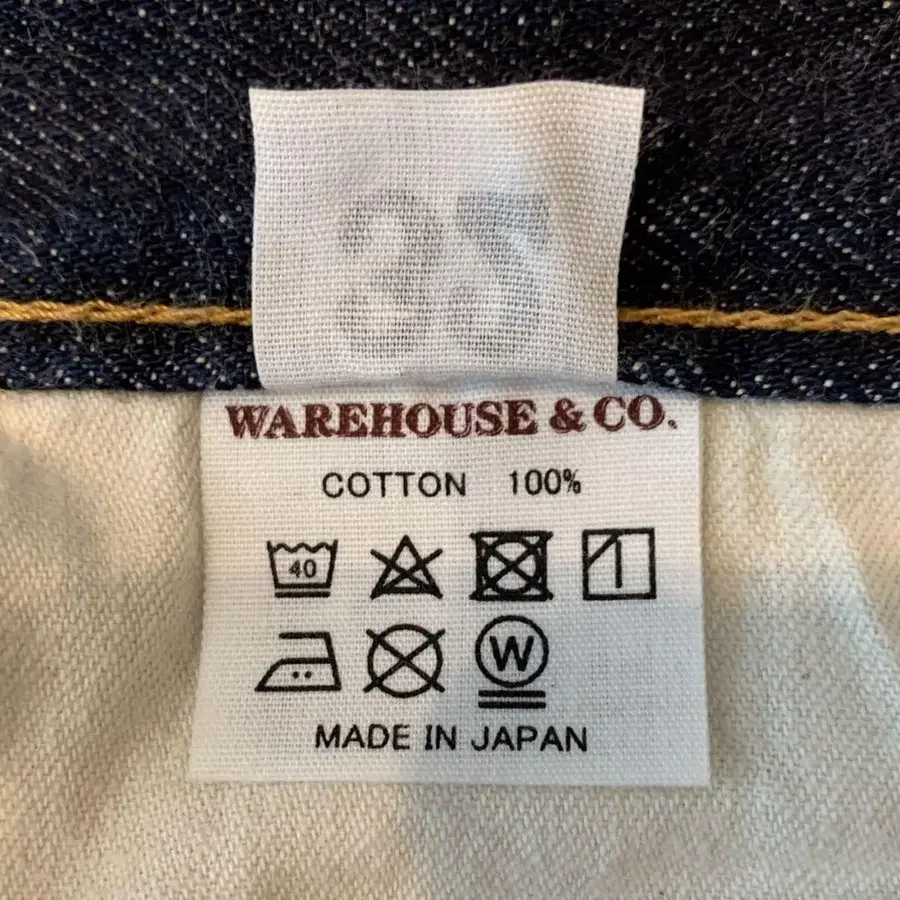 WAREHOUSE & CO.
COTTON 100%
40
W
MADE IN JAPAN